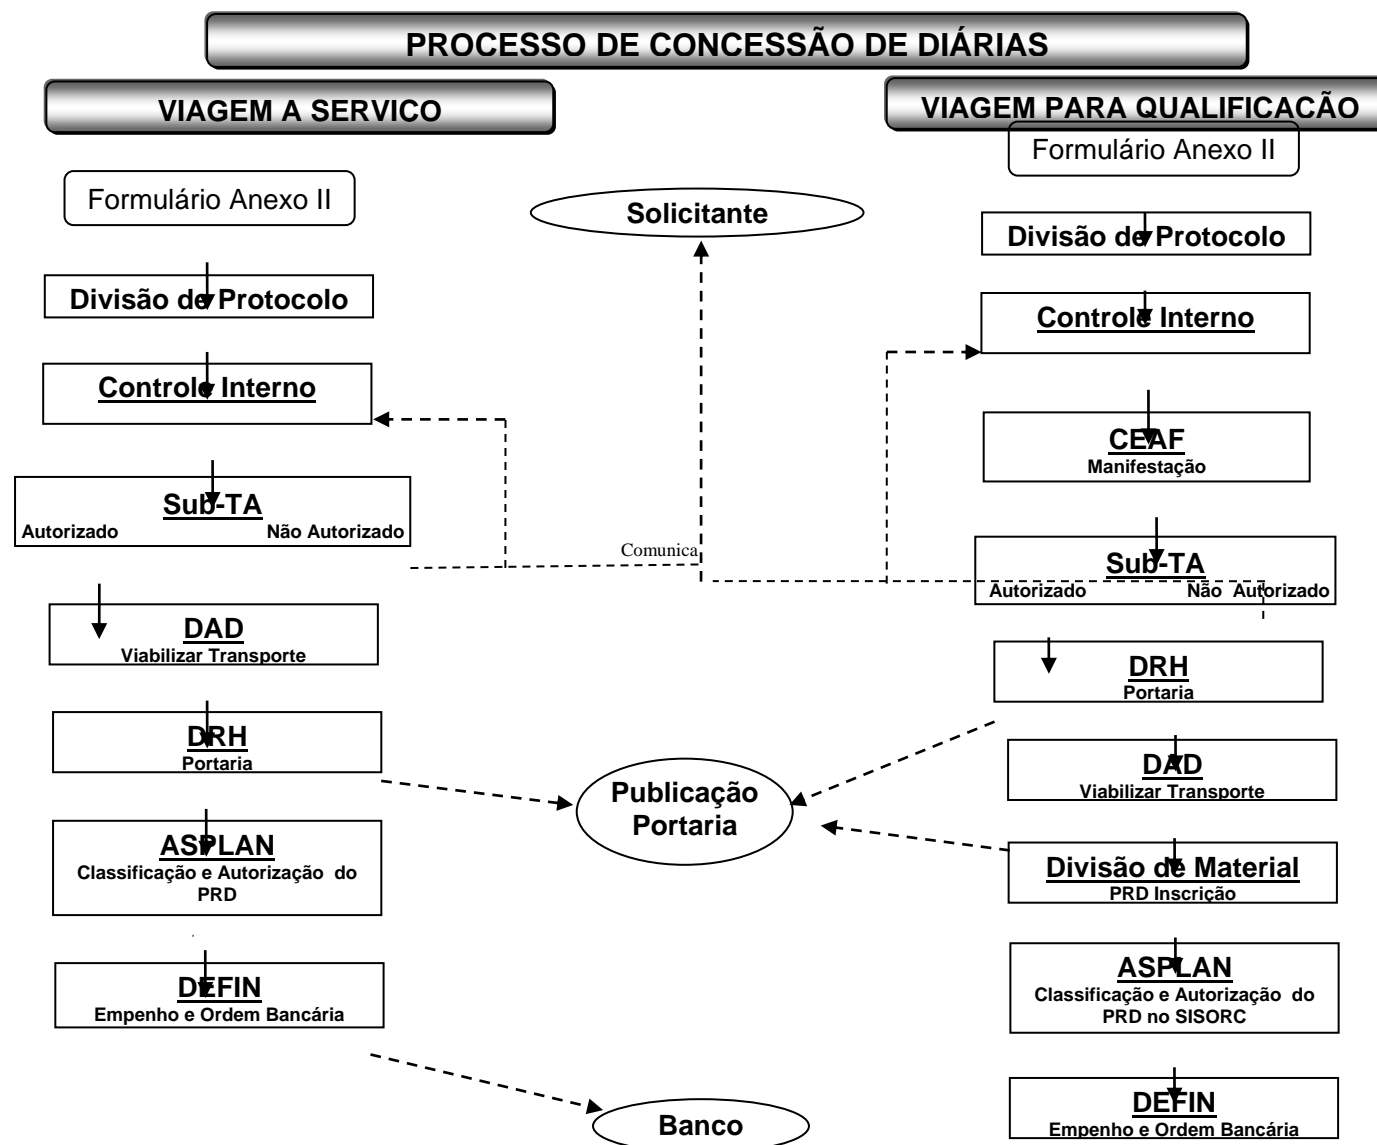 PROCESSO DE CONCESSÃO DE DIÁRIAS
VIAGEM A SERVICO
Formulário Anexo II
Divisão de Protocolo
Controle Interno
Sub-TA
Autorizado Não Autorizado
DAD
Viabilizar Transporte
DRH
Portaria
ASPLAN
Classificação e Autorização do
PRD
DEFIN
Empenho e Ordem Bancária
Solicitante
Comunica
Publicação
Portaria
Banco
VIAGEM PARA QUALIFICACÃO
Formulário Anexo II
Divisão de Protocolo
Controle Interno
CEAF
Manifestação
Sub-TA
Autorizado Não Autorizado
DRH
Portaria
DAD
Viabilizar Transporte
Divisão de Material
PRD Inscrição
ASPLAN
Classificação e Autorização do
PRD no SISORC
DEFIN
Empenho e Ordem Bancária